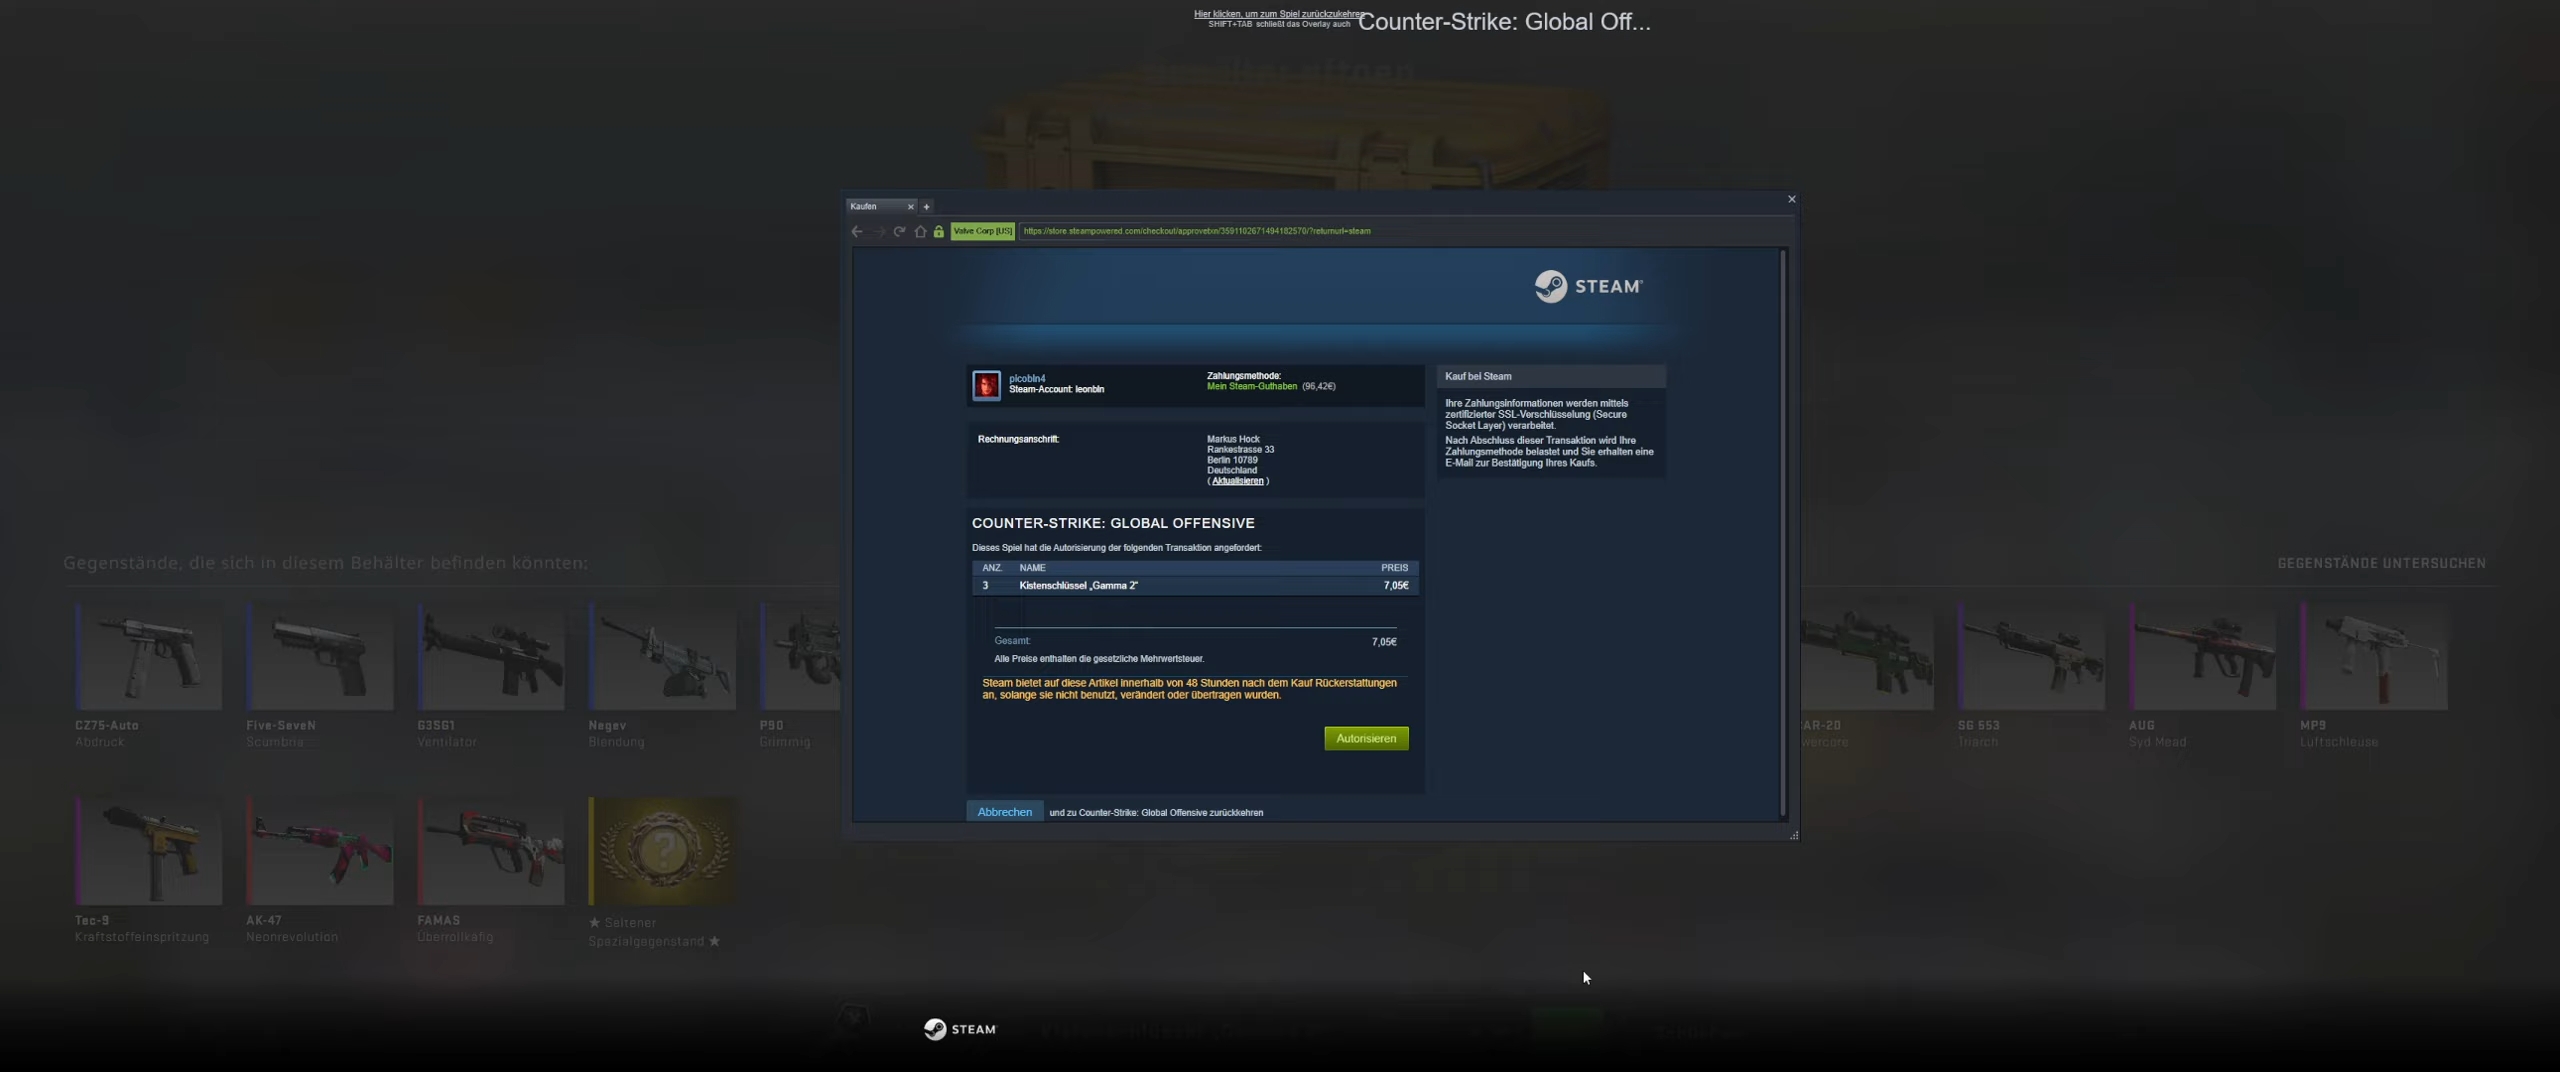 Hier klicken, um zum Spiel zurückzukehren
SHIFT+TAB schließt das Overlay auch
Counter-Strike: Global Off...
Kaufen
Valve Corp [US]
https://store.steampowered.com/checkout/approvetxn/3591102671494182570/?returnurl=steam
STEAM
picobln4
Steam-Account: leonbln
Zahlungsmethode:
Mein Steam-Guthaben (96,42€)
Kauf bei Steam
Ihre Zahlungsinformationen werden mittels
zertifizierter SSL-Verschlüsselung (Secure
Socket Layer) verarbeitet.
Nach Abschluss dieser Transaktion wird Ihre
Zahlungsmethode belastet und Sie erhalten eine
E-Mail zur Bestätigung Ihres Kaufs.
Rechnungsanschrift:
Markus Hock
Rankestrasse 33
Berlin 10789
Deutschland
( Aktualisieren )
COUNTER-STRIKE: GLOBAL OFFENSIVE
Dieses Spiel hat die Autorisierung der folgenden Transaktion angefordert:
ANZ. NAME PREIS
3 Kistenschlüssel „Gamma 2“ 7,05€
Gesamt: 7,05€
Alle Preise enthalten die gesetzliche Mehrwertsteuer.
Steam bietet auf diese Artikel innerhalb von 48 Stunden nach dem Kauf Rückerstattungen
an, solange sie nicht benutzt, verändert oder übertragen wurden.
Autorisieren
Abbrechen und zu Counter-Strike: Global Offensive zurückkehren
Gegenstände, die sich in diesem Behälter befinden könnten:
GEGENSTÄNDE UNTERSUCHEN
CZ75-Auto
Abdruck
Five-SeveN
Scumbria...
G3SG1
Ventilator
Negev
Blendung
P90
Grimmig
AR-20
wercore
SG 553
Triarch
AUG
Syd Mead
MP9
Luftschleuse
Tec-9
Kraftstoffeinspritzung
AK-47
Neonrevolution
FAMAS
Überrollkäfig
★ Seltener
Spezialgegenstand ★
STEAM